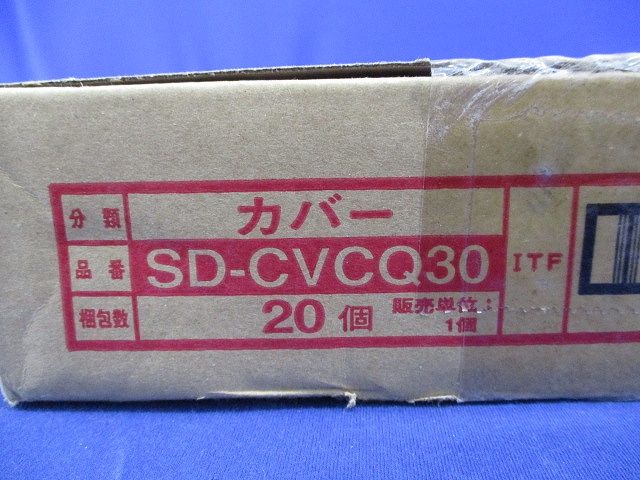 分類 カバー
品番 SD-CVCQ30 ITF
梱包数 20個 販売単位：
1個